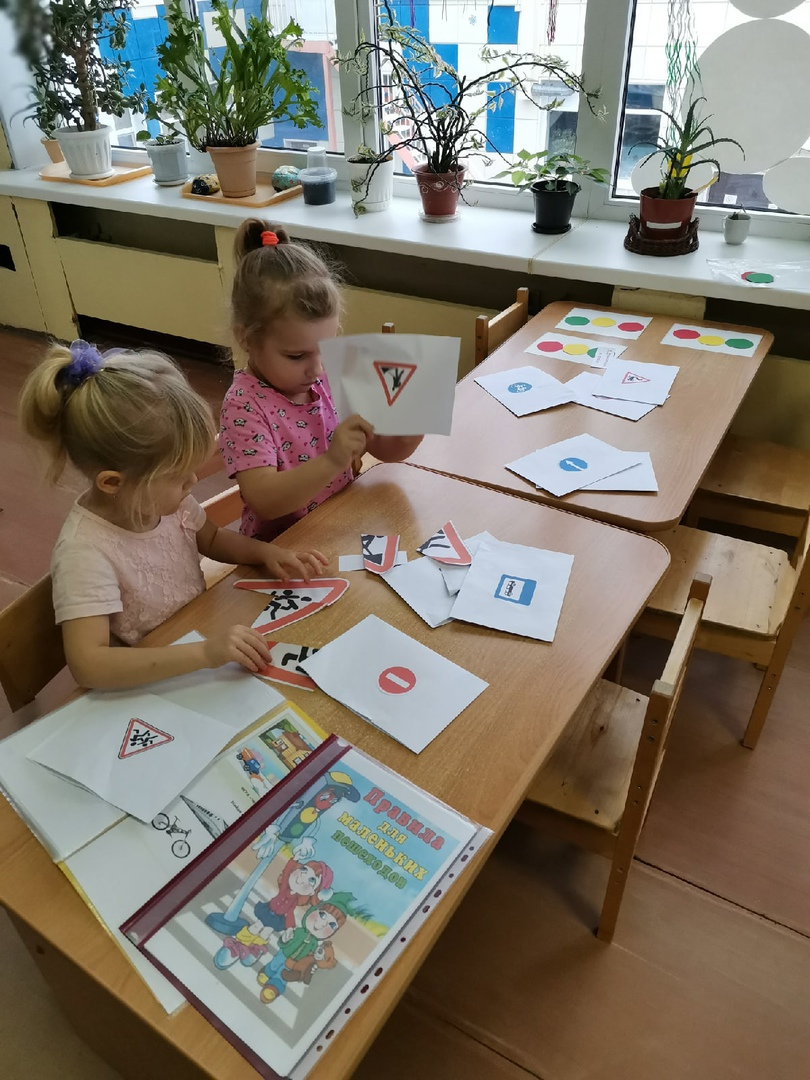 Правила
для
маленьких
пешеходов